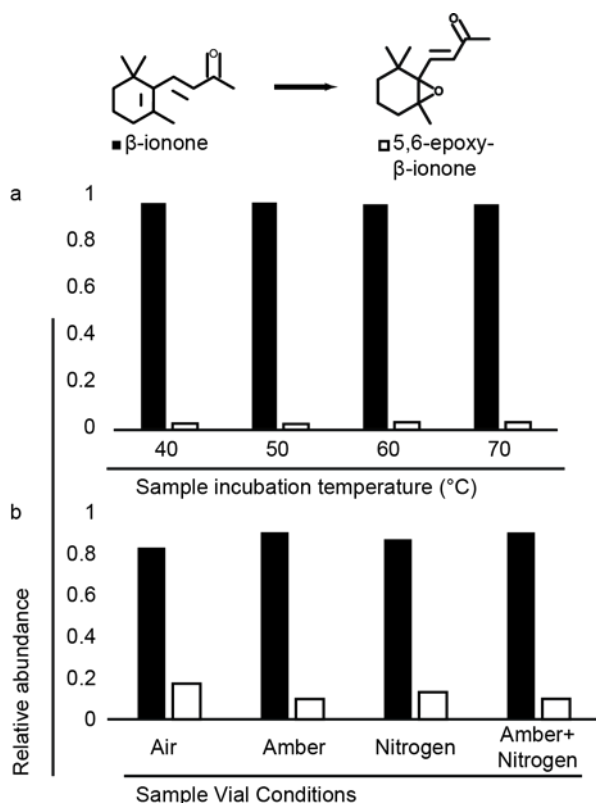 O
O
O
■ β-ionone
□ 5,6-epoxy-
β-ionone
a
1
0.8
0.6
0.4
0.2
0
40 50 60 70
Sample incubation temperature (°C)
b
1
0.8
0.6
0.4
0.2
0
Air Amber Nitrogen Amber+
Nitrogen
Sample Vial Conditions
Relative abundance